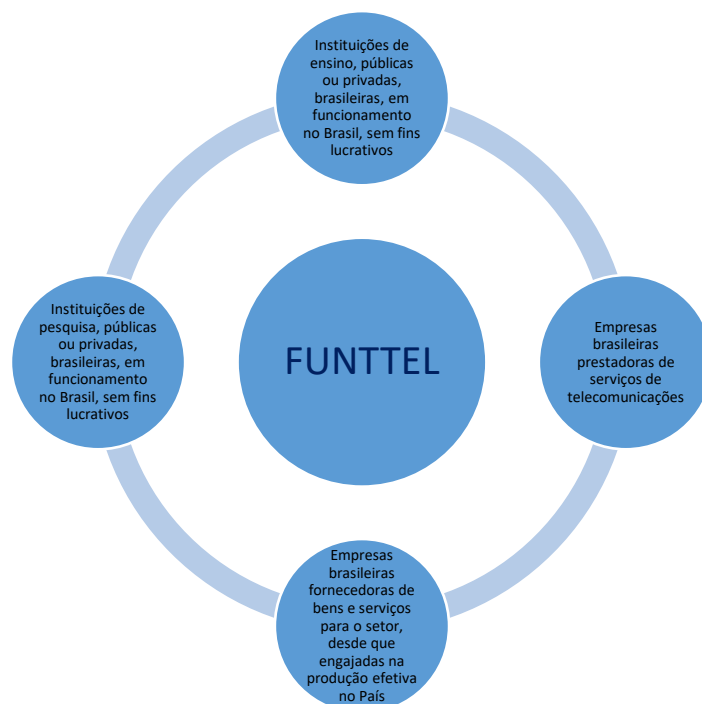 Instituições de
ensino, públicas
ou privadas,
brasileiras, em
funcionamento
no Brasil, sem fins
lucrativos
Instituições de
pesquisa, públicas
ou privadas,
brasileiras, em
funcionamento
no Brasil, sem fins
lucrativos
FUNTTEL
Empresas
brasileiras
prestadoras de
serviços de
telecomunicações
Empresas
brasileiras
fornecedoras de
bens e serviços
para o setor,
desde que
engajadas na
produção efetiva
no País